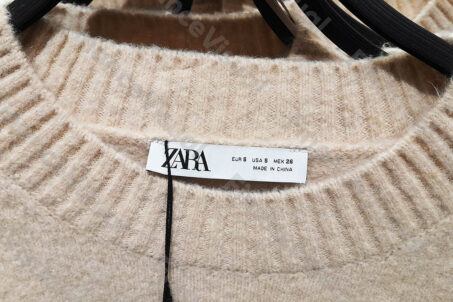 ZARA
EUR S USA S MEX 26
MADE IN CHINA